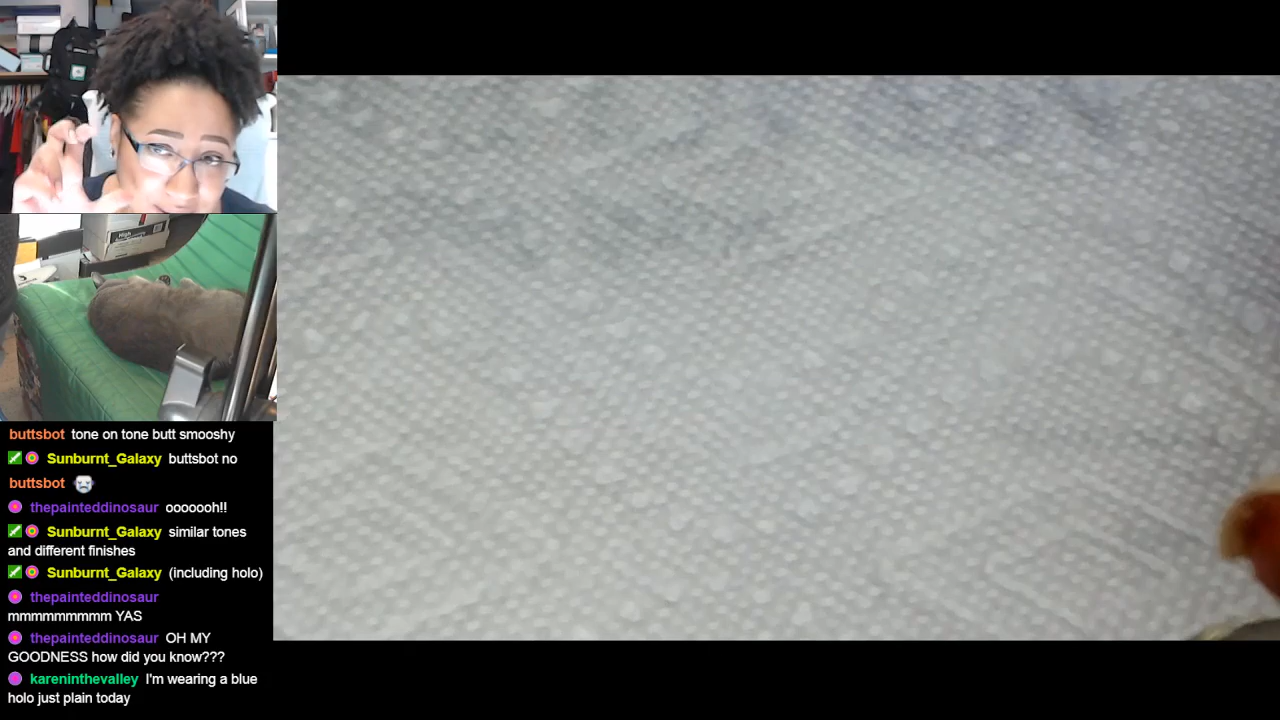 High
buttsbot tone on tone butt smooshy
Sunburnt_Galaxy buttsbot no
buttsbot
thepainteddinosaur ooooooh!!
Sunburnt_Galaxy similar tones
and different finishes
Sunburnt_Galaxy (including holo)
thepainteddinosaur
mmmmmmmmm YAS
thepainteddinosaur OH MY
GOODNESS how did you know???
kareninthevalley I'm wearing a blue
holo just plain today